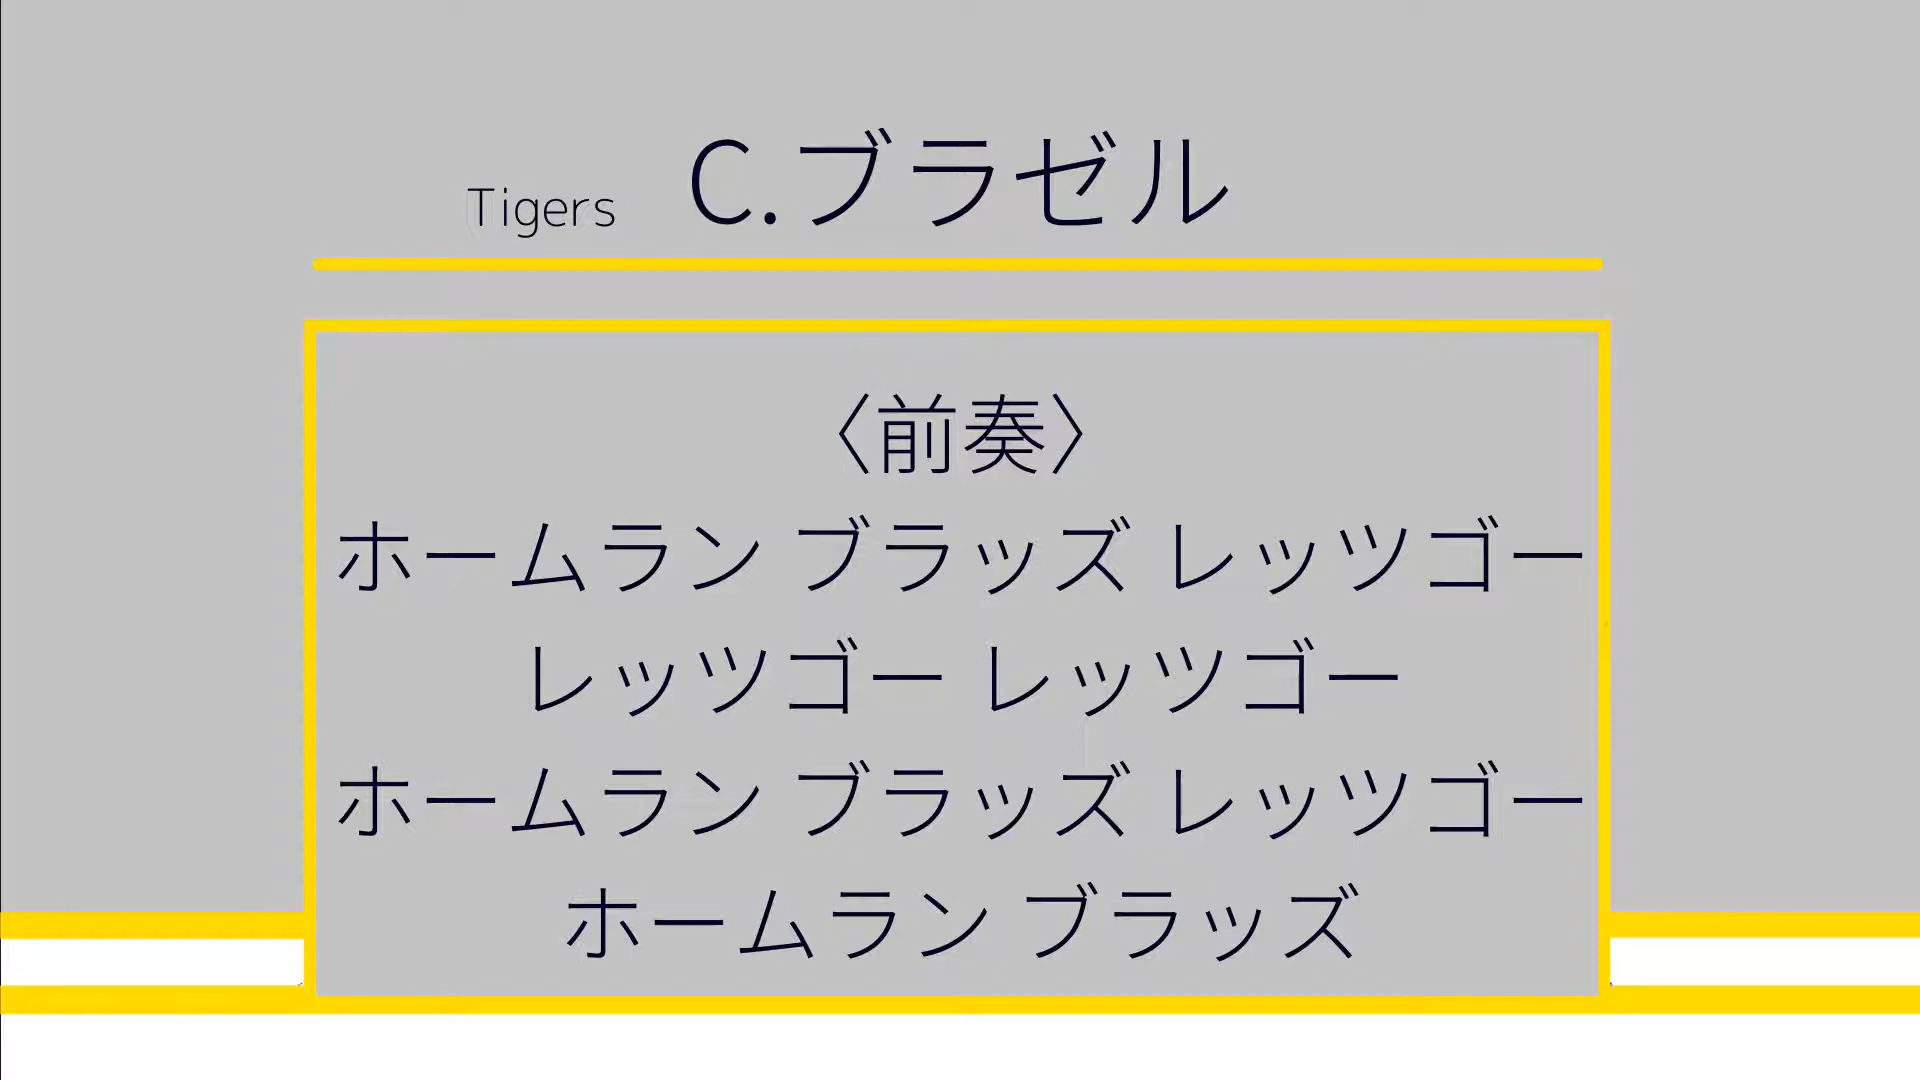 Tigers C.ブラゼル
〈前奏〉
ホームラン ブラッズ レッツゴー
レッツゴー レッツゴー
ホームラン ブラッズ レッツゴー
ホームラン ブラッズ